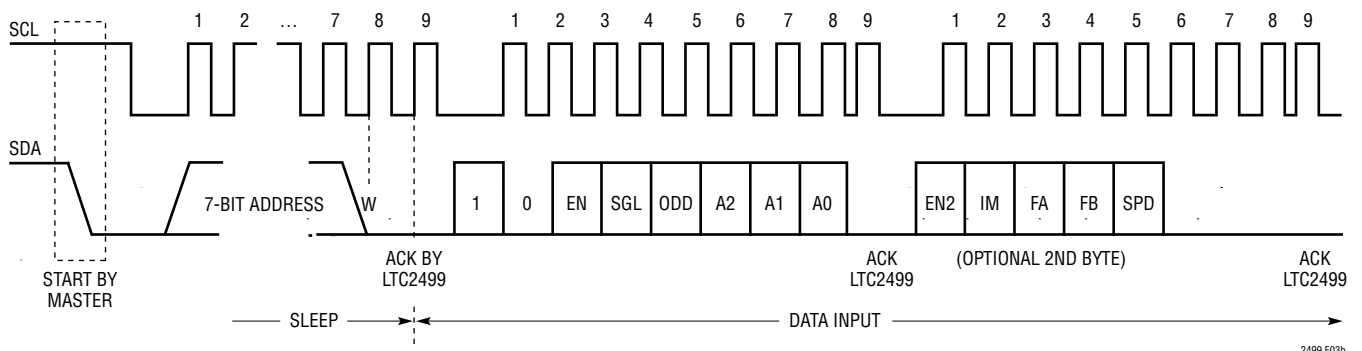 SCL
1 2 … 7 8 9 1 2 3 4 5 6 7 8 9 1 2 3 4 5 6 7 8 9
SDA
7-BIT ADDRESS W 1 0 EN SGL ODD A2 A1 A0 EN2 IM FA FB SPD
START BY
MASTER
ACK BY
LTC2499
ACK
LTC2499
(OPTIONAL 2ND BYTE)
ACK
LTC2499
SLEEP DATA INPUT
2499 F03b